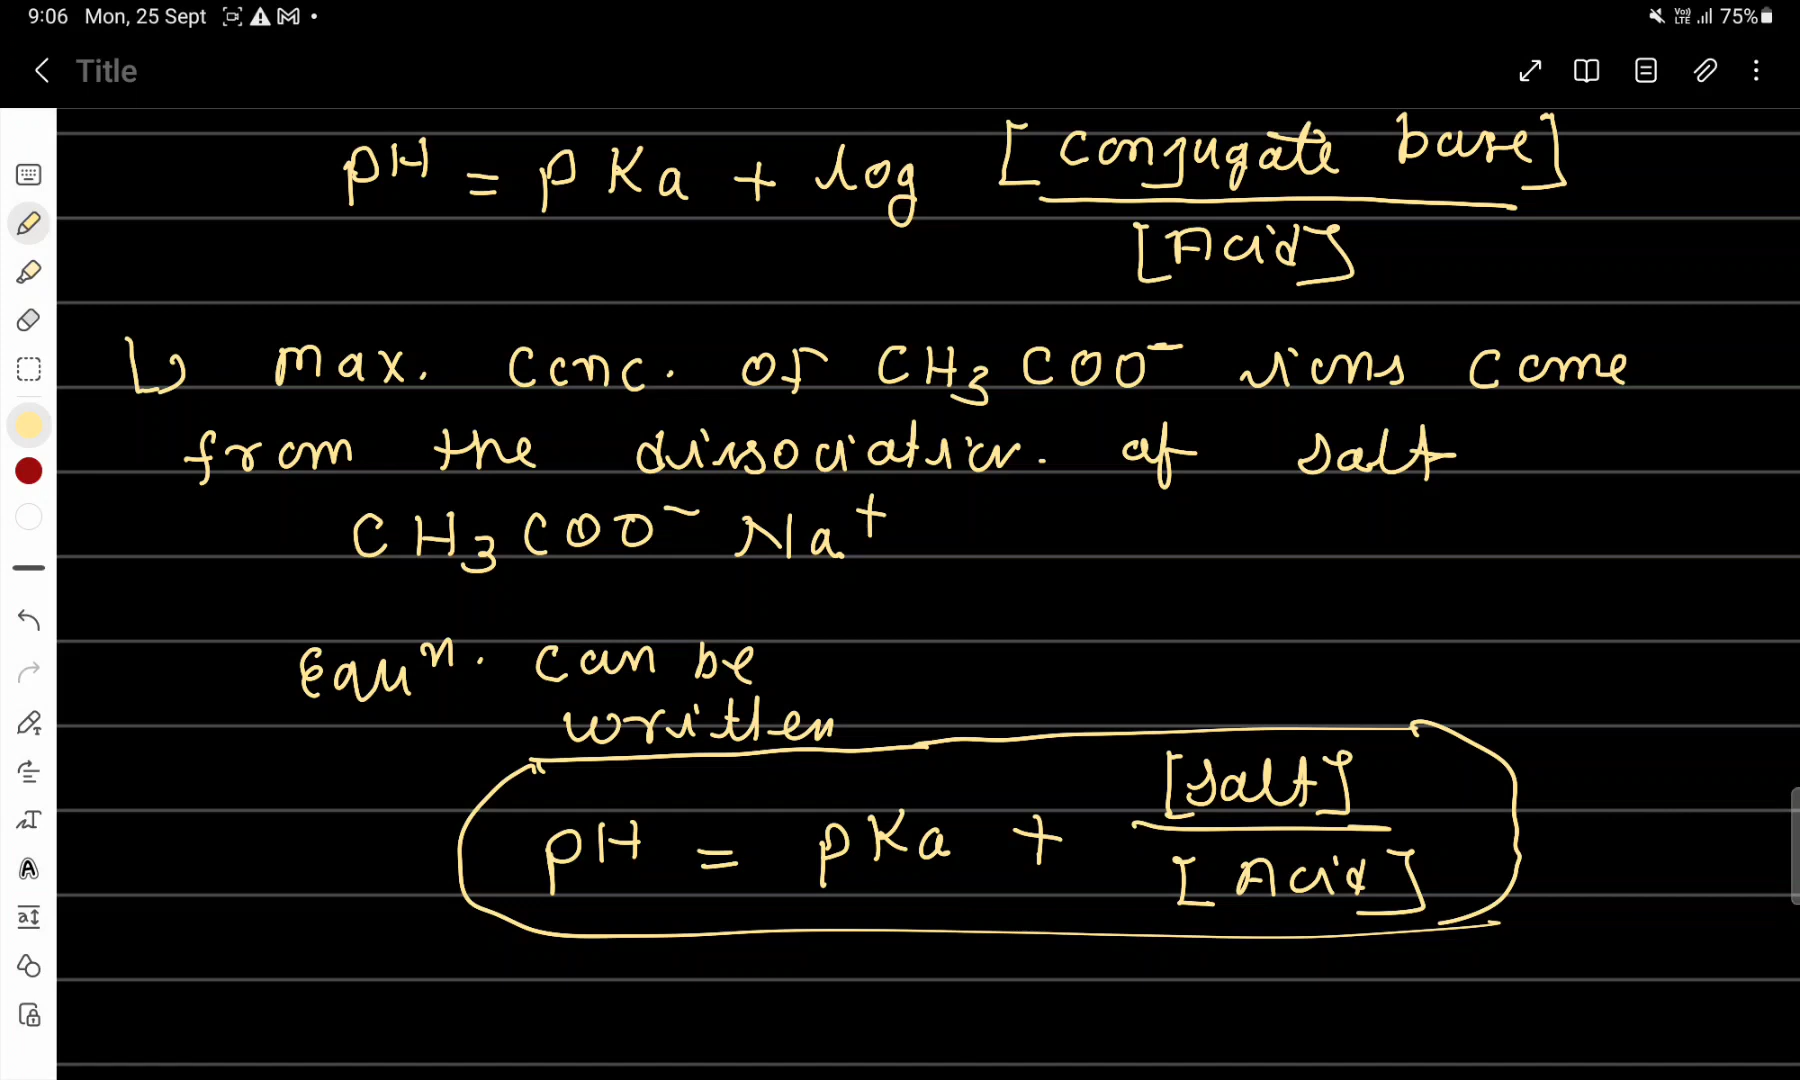 9:06 Mon, 25 Sept
75%
Title
pH = pKa + log [Conjugate base]
[Acid]
max. conc. of CH3COO⁻ ions come
from the dissociation. of salt
CH3COO⁻ Na⁺
Equⁿ. can be
written
pH = pKa + [salt]
[Acid]